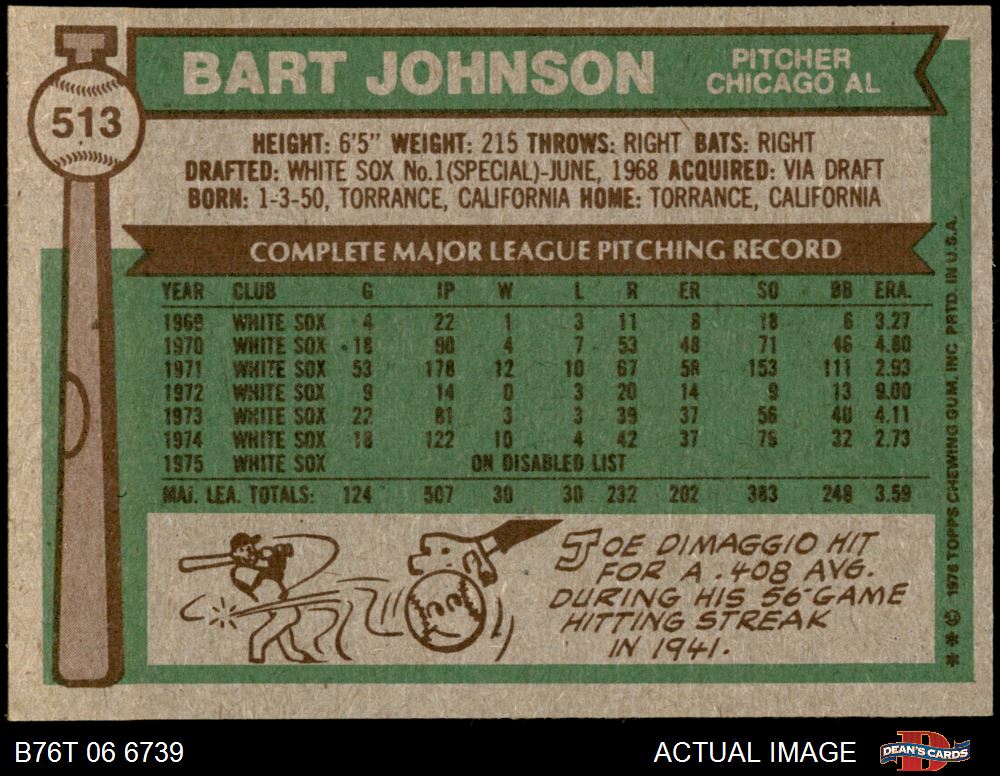 513
BART JOHNSON
PITCHER
CHICAGO AL
HEIGHT: 6'5" WEIGHT: 215 THROWS: RIGHT BATS: RIGHT
DRAFTED: WHITE SOX No.1(SPECIAL)-JUNE, 1968 ACQUIRED: VIA DRAFT
BORN: 1-3-50, TORRANCE, CALIFORNIA HOME: TORRANCE, CALIFORNIA
COMPLETE MAJOR LEAGUE PITCHING RECORD
YEAR CLUB G IP W L R ER SO BB ERA.
1969 WHITE SOX 4 22 1 3 11 8 18 6 3.27
1970 WHITE SOX 18 90 4 7 53 48 71 46 4.80
1971 WHITE SOX 53 178 12 10 67 58 153 111 2.93
1972 WHITE SOX 9 14 0 3 20 14 9 13 9.00
1973 WHITE SOX 22 81 3 3 39 37 56 40 4.11
1974 WHITE SOX 18 122 10 4 42 37 76 32 2.73
1975 WHITE SOX ON DISABLED LIST
MAJ. LEA. TOTALS: 124 507 30 30 232 202 383 248 3.59
JOE DIMAGGIO HIT
FOR A .408 AVG.
DURING HIS 56-GAME
HITTING STREAK
IN 1941.
* * © 1976 TOPPS CHEWING GUM, INC PRTD. IN U.S.A.
B76T 06 6739
ACTUAL IMAGE
DEAN'S CARDS